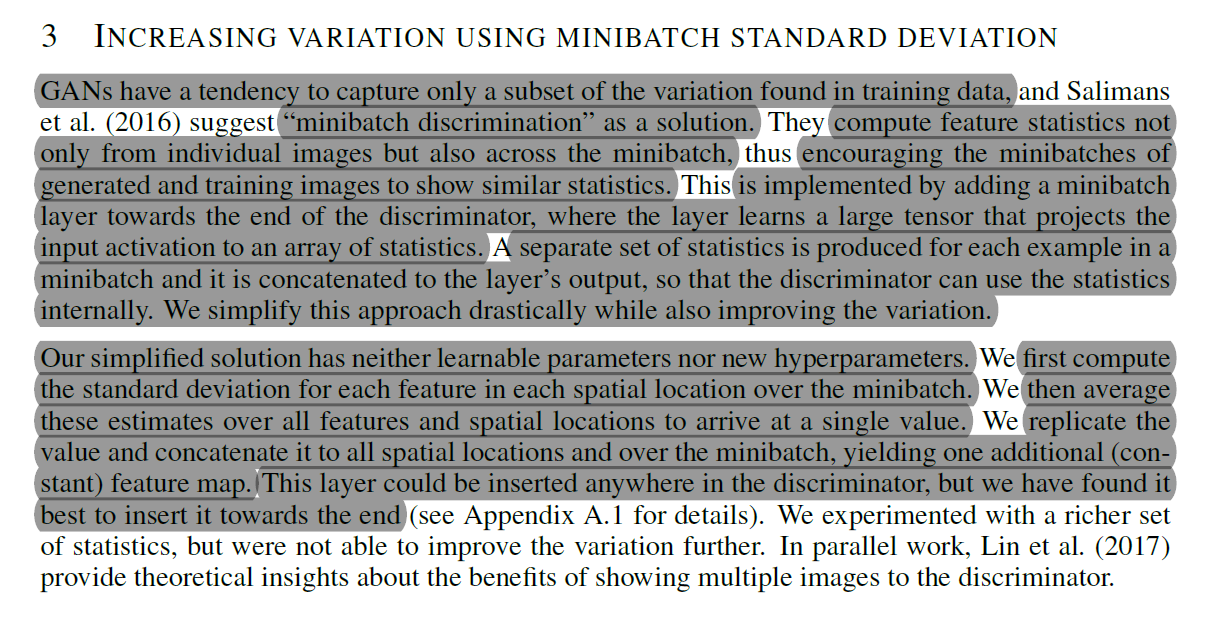 3 INCREASING VARIATION USING MINIBATCH STANDARD DEVIATION
GANs have a tendency to capture only a subset of the variation found in training data, and Salimans
et al. (2016) suggest “minibatch discrimination” as a solution. They compute feature statistics not
only from individual images but also across the minibatch, thus encouraging the minibatches of
generated and training images to show similar statistics. This is implemented by adding a minibatch
layer towards the end of the discriminator, where the layer learns a large tensor that projects the
input activation to an array of statistics. A separate set of statistics is produced for each example in a
minibatch and it is concatenated to the layer’s output, so that the discriminator can use the statistics
internally. We simplify this approach drastically while also improving the variation.
Our simplified solution has neither learnable parameters nor new hyperparameters. We first compute
the standard deviation for each feature in each spatial location over the minibatch. We then average
these estimates over all features and spatial locations to arrive at a single value. We replicate the
value and concatenate it to all spatial locations and over the minibatch, yielding one additional (con-
stant) feature map. This layer could be inserted anywhere in the discriminator, but we have found it
best to insert it towards the end (see Appendix A.1 for details). We experimented with a richer set
of statistics, but were not able to improve the variation further. In parallel work, Lin et al. (2017)
provide theoretical insights about the benefits of showing multiple images to the discriminator.